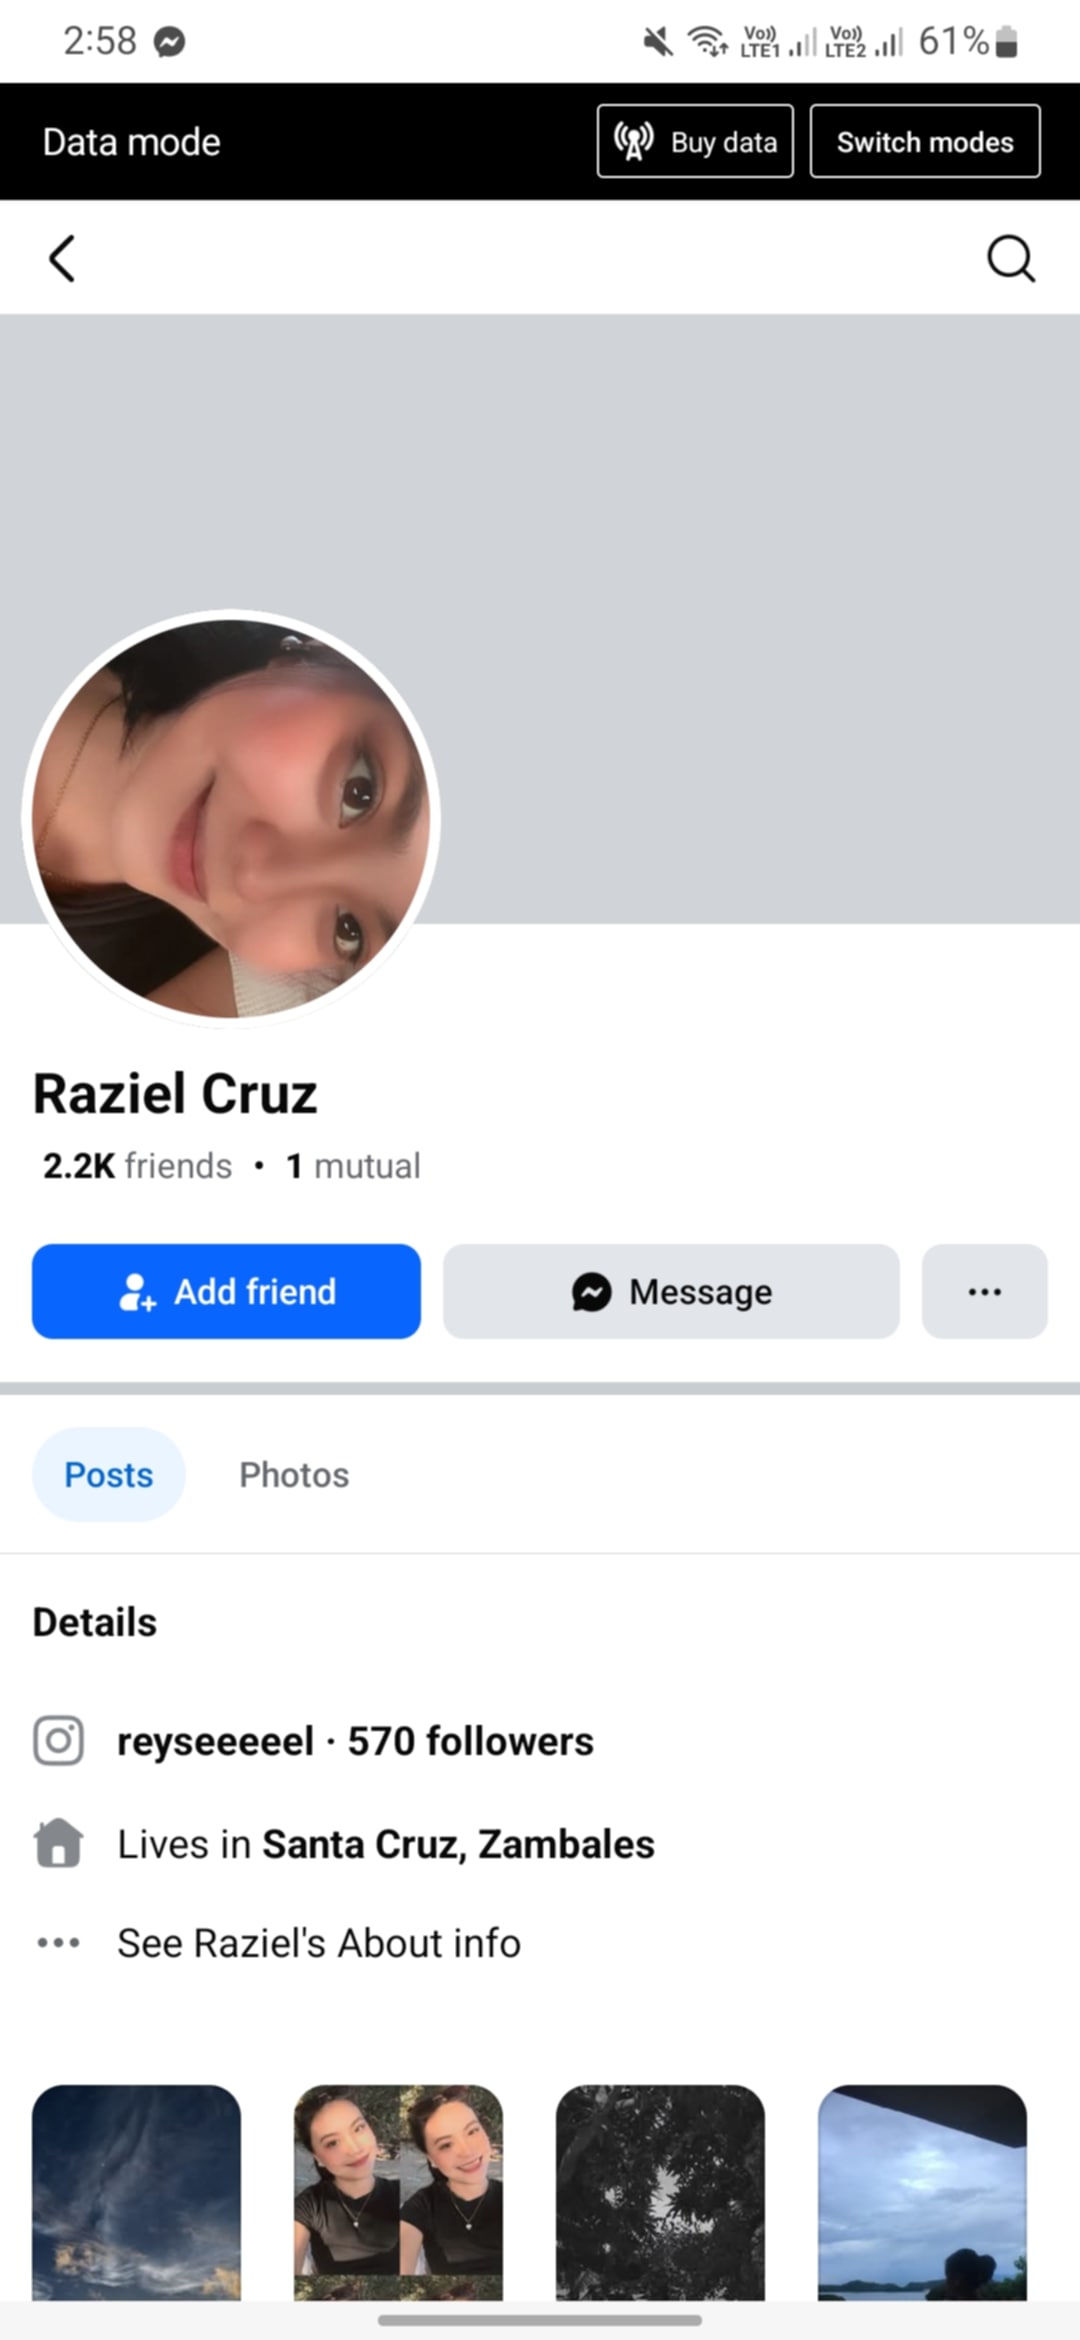 2:58 Vo)) LTE1 Vo)) LTE2 61%
Data mode Buy data Switch modes
Raziel Cruz
2.2K friends • 1 mutual
Add friend Message
Posts Photos
Details
reyseeeeel · 570 followers
Lives in Santa Cruz, Zambales
See Raziel's About info